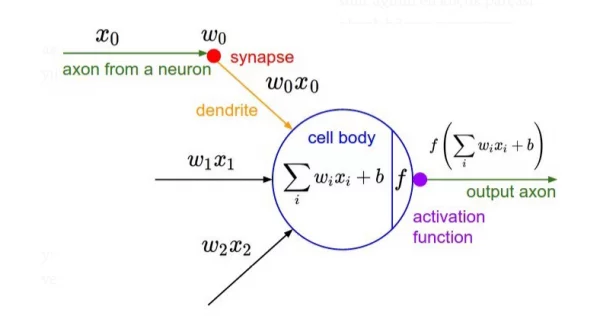 x₀
w₀
synapse
axon from a neuron
w₀x₀
dendrite
cell body
f(∑ᵢ wᵢxᵢ + b)
w₁x₁
∑ᵢ wᵢxᵢ + b
f
output axon
activation
function
w₂x₂